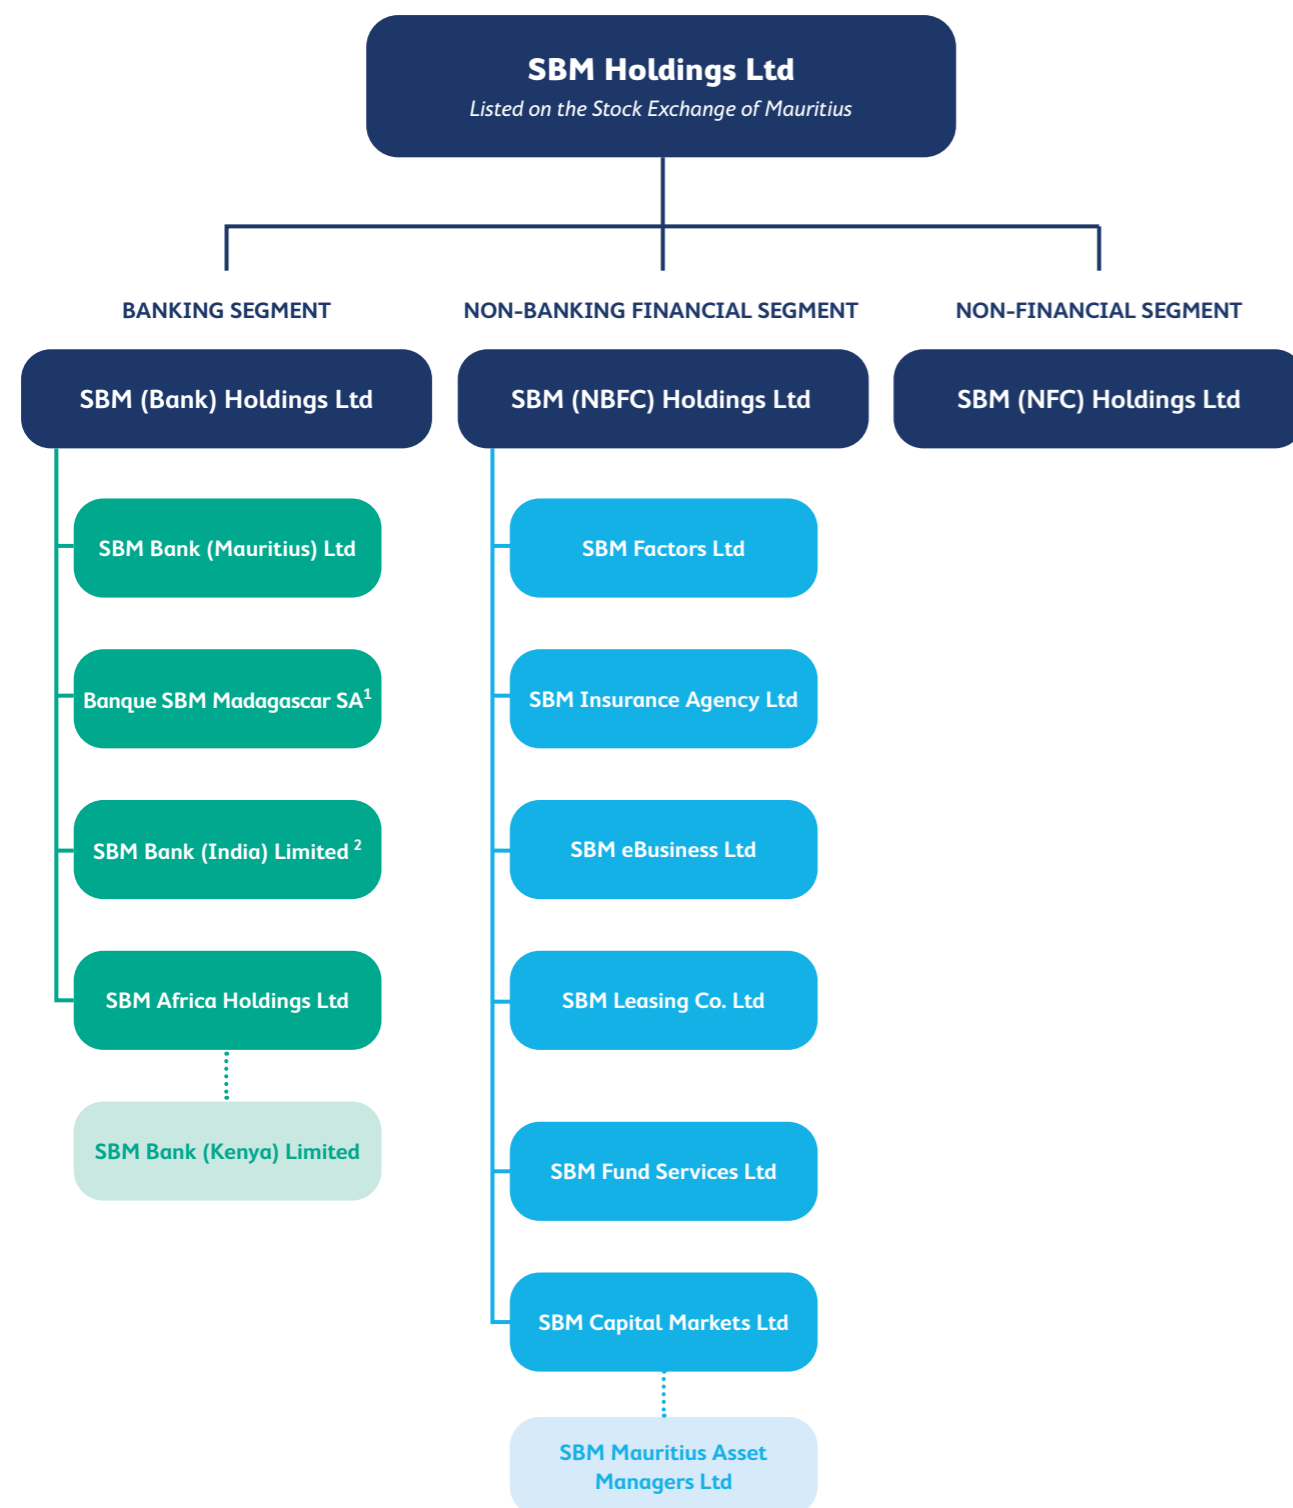 SBM Holdings Ltd
Listed on the Stock Exchange of Mauritius
BANKING SEGMENT
SBM (Bank) Holdings Ltd
SBM Bank (Mauritius) Ltd
Banque SBM Madagascar SA¹
SBM Bank (India) Limited ²
SBM Africa Holdings Ltd
SBM Bank (Kenya) Limited
NON-BANKING FINANCIAL SEGMENT
SBM (NBFC) Holdings Ltd
SBM Factors Ltd
SBM Insurance Agency Ltd
SBM eBusiness Ltd
SBM Leasing Co. Ltd
SBM Fund Services Ltd
SBM Capital Markets Ltd
SBM Mauritius Asset
Managers Ltd
NON-FINANCIAL SEGMENT
SBM (NFC) Holdings Ltd